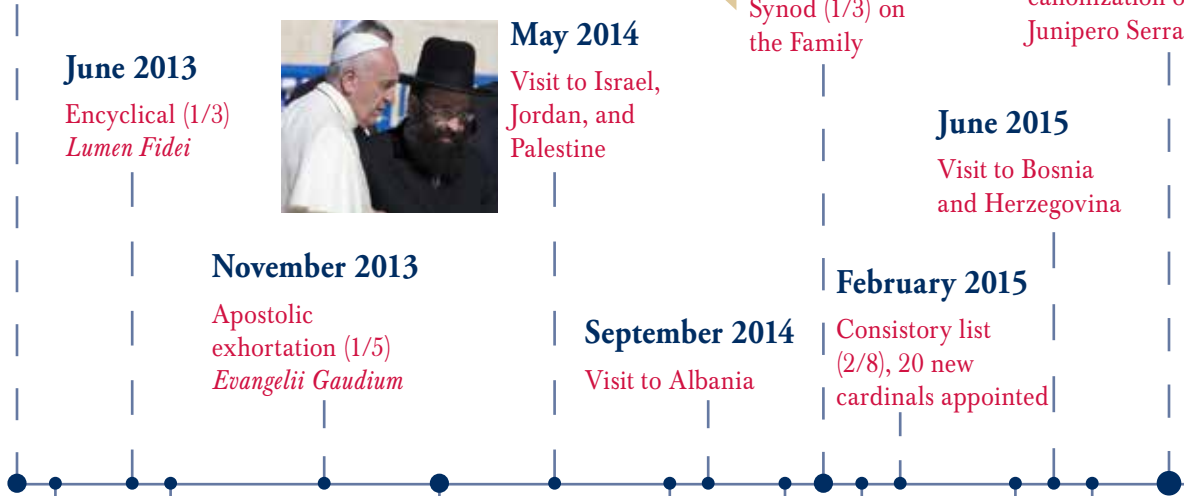 June 2013
Encyclical (1/3)
Lumen Fidei
November 2013
Apostolic
exhortation (1/5)
Evangelii Gaudium
May 2014
Visit to Israel,
Jordan, and
Palestine
September 2014
Visit to Albania
Synod (1/3) on
the Family
February 2015
Consistory list
(2/8), 20 new
cardinals appointed
June 2015
Visit to Bosnia
and Herzegovina
Junipero Serra